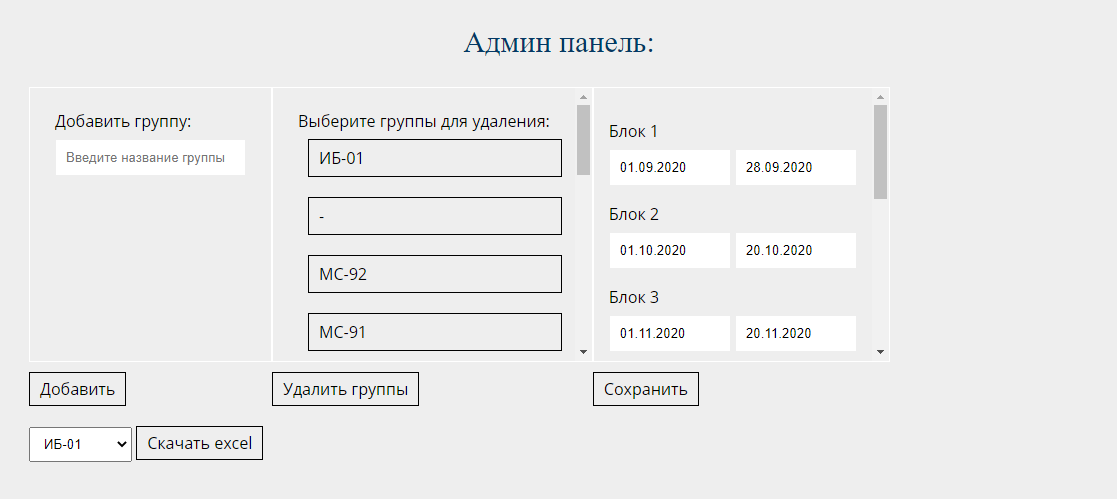 Админ панель:
Добавить группу:
Введите название группы
Выберите группы для удаления:
ИБ-01
-
МС-92
МС-91
Блок 1
01.09.2020 28.09.2020
Блок 2
01.10.2020 20.10.2020
Блок 3
01.11.2020 20.11.2020
Добавить
Удалить группы
Сохранить
ИБ-01
Скачать excel